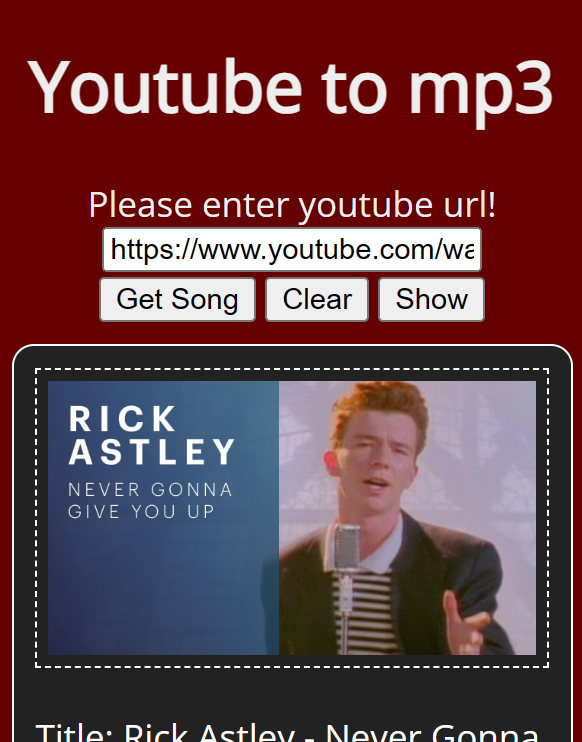 Youtube to mp3
Please enter youtube url!
https://www.youtube.com/wa
Get Song Clear Show
RICK
ASTLEY
NEVER GONNA
GIVE YOU UP
Title: Rick Astley - Never Gonna